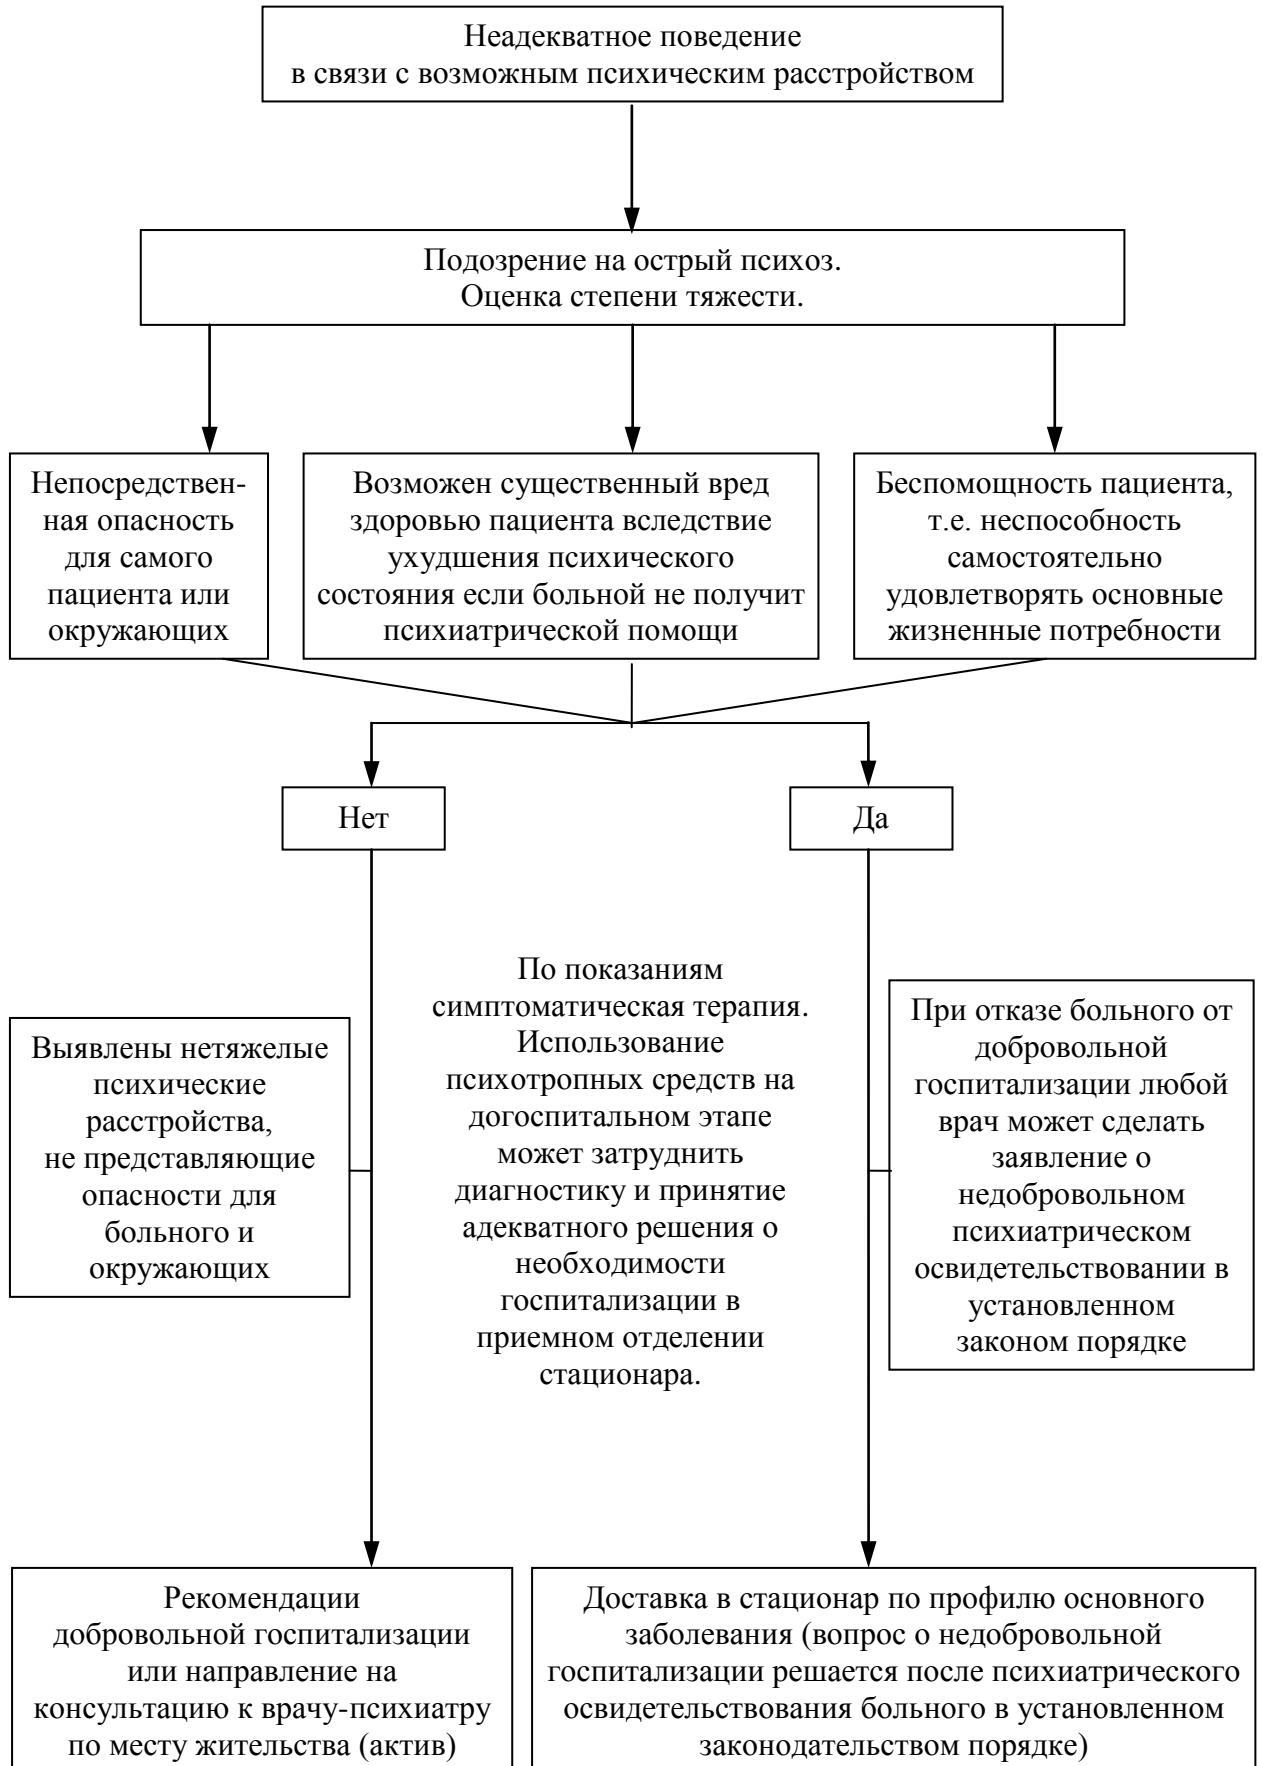 Неадекватное поведение
в связи с возможным психическим расстройством
Подозрение на острый психоз.
Оценка степени тяжести.
Непосредствен-
ная опасность
для самого
пациента или
окружающих
Возможен существенный вред
здоровью пациента вследствие
ухудшения психического
состояния если больной не получит
психиатрической помощи
Беспомощность пациента,
т.е. неспособность
самостоятельно
удовлетворять основные
жизненные потребности
Нет
Да
Выявлены нетяжелые
психические
расстройства,
не представляющие
опасности для
больного и
окружающих
По показаниям
симптоматическая терапия.
Использование
психотропных средств на
догоспитальном этапе
может затруднить
диагностику и принятие
адекватного решения о
необходимости
госпитализации в
приемном отделении
стационара.
При отказе больного от
добровольной
госпитализации любой
врач может сделать
заявление о
недобровольном
психиатрическом
освидетельствовании в
установленном
законом порядке
Рекомендации
добровольной госпитализации
или направление на
консультацию к врачу-психиатру
по месту жительства (актив)
Доставка в стационар по профилю основного
заболевания (вопрос о недобровольной
госпитализации решается после психиатрического
освидетельствования больного в установленном
законодательством порядке)